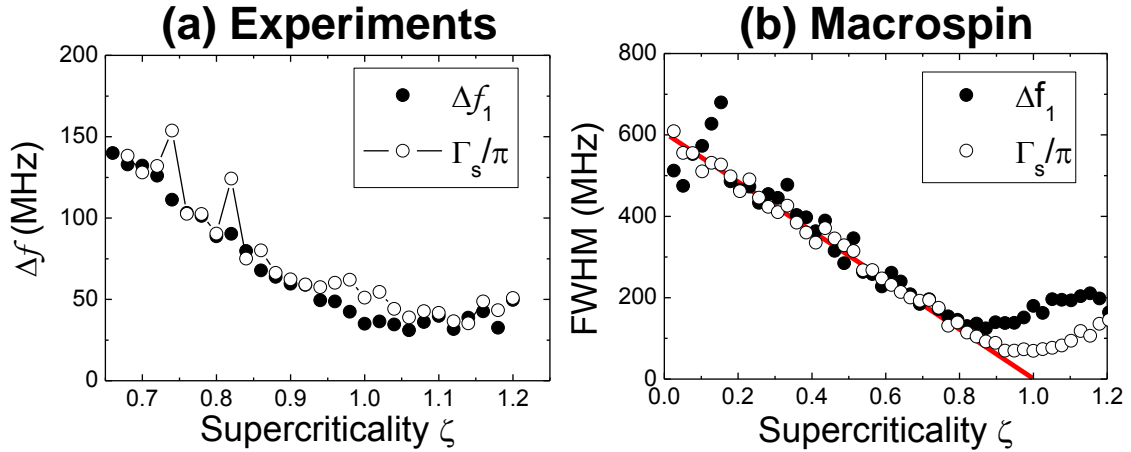 (a) Experiments
200
150
100
50
0
Δf (MHz)
Δf₁
Γₛ/π
0.7 0.8 0.9 1.0 1.1 1.2
Supercriticality ζ
(b) Macrospin
800
600
400
200
0
FWHM (MHz)
Δf₁
Γₛ/π
0.0 0.2 0.4 0.6 0.8 1.0 1.2
Supercriticality ζ